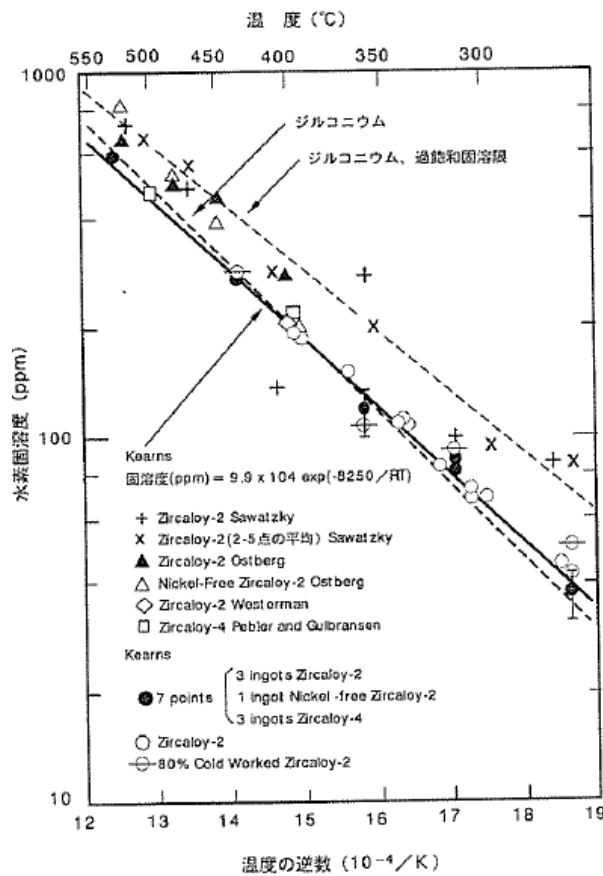 温 度 (℃)
550 500 450 400 350 300
1000
ジルコニウム
ジルコニウム、過飽和固溶限
200
水素固溶度 (ppm)
100
Kearns
固溶度(ppm) = 9.9 x 104 exp(-8250/RT)
+ Zircaloy-2 Sawatzky
x Zircaloy-2 (2-5点の平均) Sawatzky
▲ Zircaloy-2 Ostberg
△ Nickel-Free Zircaloy-2 Ostberg
◇ Zircaloy-2 Westerman
□ Zircaloy-4 Pebler and Gulbransen
Kearns
3 ingots Zircaloy-2
● 7 points 1 ingot Nickel-free Zircaloy-2
3 ingots Zircaloy-4
○ Zircaloy-2
80% Cold Worked Zircaloy-2
10
12 13 14 15 16 17 18 19
温度の逆数 (10-4/K)